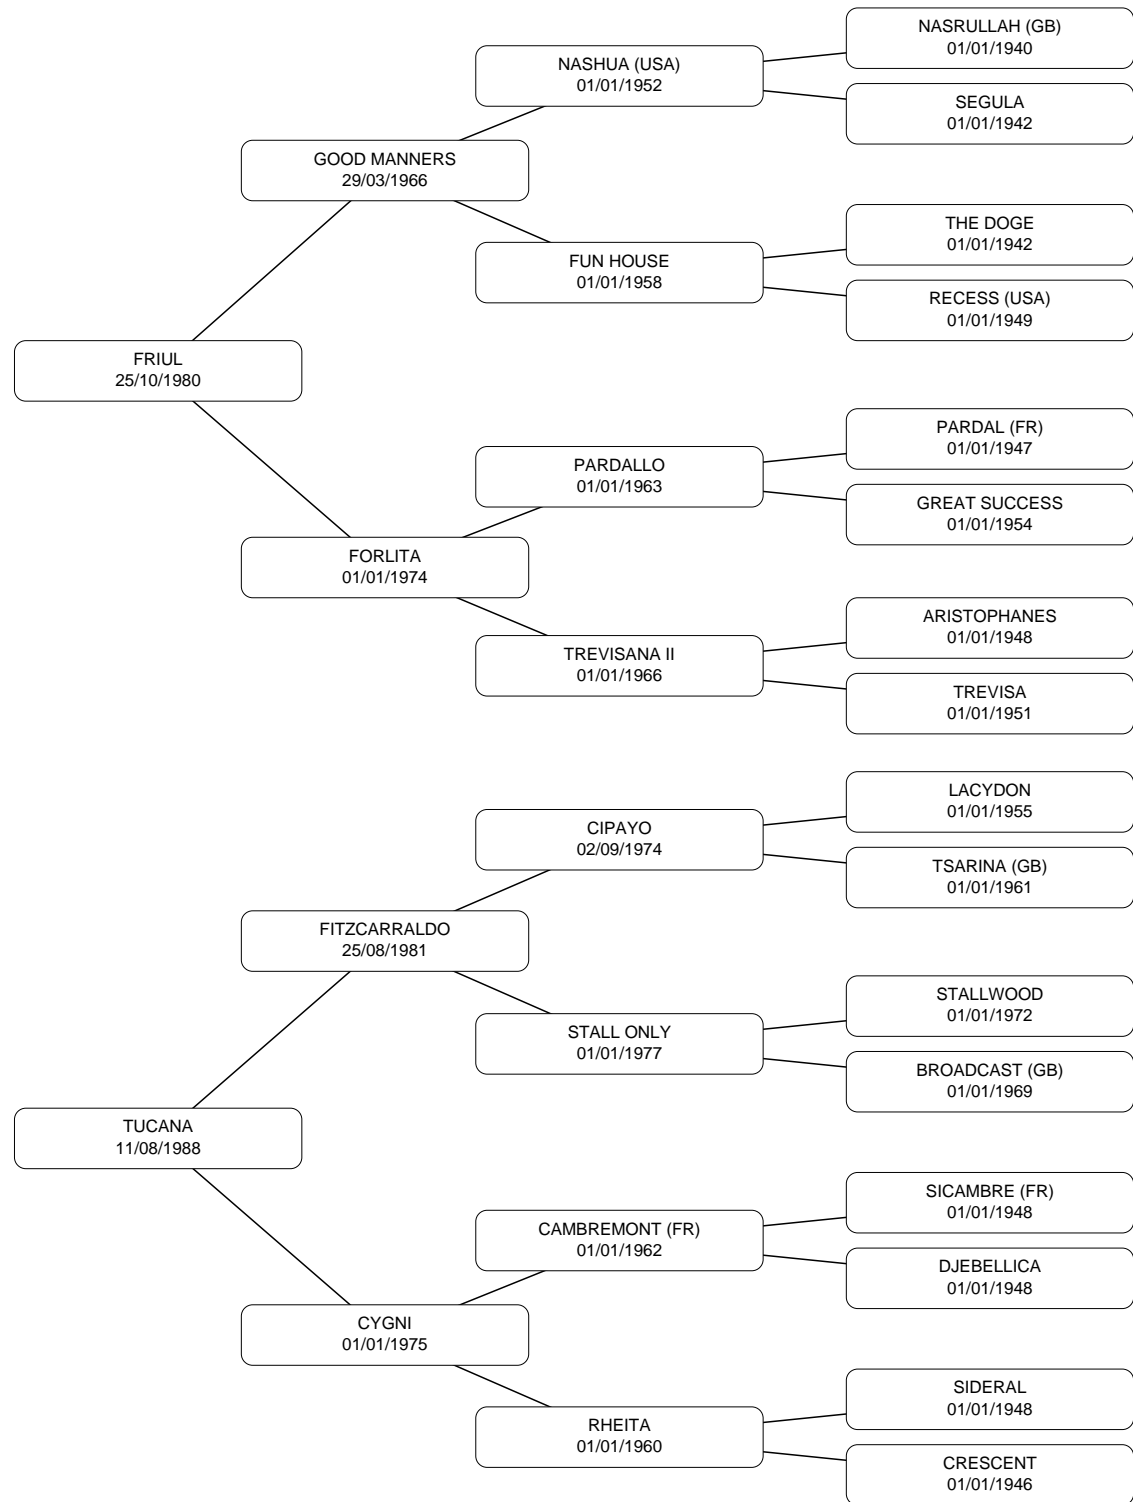 NASRULLAH (GB)
01/01/1940
NASHUA (USA)
01/01/1952
SEGULA
01/01/1942
GOOD MANNERS
29/03/1966
THE DOGE
01/01/1942
FUN HOUSE
01/01/1958
RECESS (USA)
01/01/1949
FRIUL
25/10/1980
PARDAL (FR)
01/01/1947
PARDALLO
01/01/1963
GREAT SUCCESS
01/01/1954
FORLITA
01/01/1974
ARISTOPHANES
01/01/1948
TREVISANA II
01/01/1966
TREVISA
01/01/1951
LACYDON
01/01/1955
CIPAYO
02/09/1974
TSARINA (GB)
01/01/1961
FITZCARRALDO
25/08/1981
STALLWOOD
01/01/1972
STALL ONLY
01/01/1977
BROADCAST (GB)
01/01/1969
TUCANA
11/08/1988
SICAMBRE (FR)
01/01/1948
CAMBREMONT (FR)
01/01/1962
DJEBELLICA
01/01/1948
CYGNI
01/01/1975
SIDERAL
01/01/1948
RHEITA
01/01/1960
CRESCENT
01/01/1946